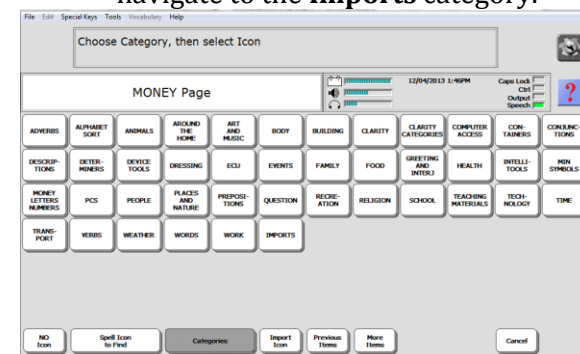 navigate to the Imports category.
File Edit Special Keys Tools Vocabulary Help
Choose Category, then select Icon
MONEY Page
12/04/2013 1:46PM
Caps Lock
Ctrl
Output
Speech
?
ADVERBS
ALPHABET SORT
ANIMALS
AROUND THE HOME
ART AND MUSIC
BODY
BUILDING
CLARITY
CLARITY CATEGORIES
COMPUTER ACCESS
CON-TAINERS
CONJUNC-TIONS
DESCRIP-TIONS
DETER-MINERS
DEVICE TOOLS
DRESSING
ECU
EVENTS
FAMILY
FOOD
GREETING AND INTERJ
HEALTH
INTELLI-TOOLS
MIN SYMBOLS
MONEY LETTERS NUMBERS
PCS
PEOPLE
PLACES AND NATURE
PREPOSI-TIONS
QUESTION
RECRE-ATION
RELIGION
SCHOOL
TEACHING MATERIALS
TECH-NOLOGY
TIME
TRANS-PORT
VERBS
WEATHER
WORDS
WORK
IMPORTS
NO Icon
Spell Icon to Find
Categories
Import Icon
Previous Items
More Items
Cancel